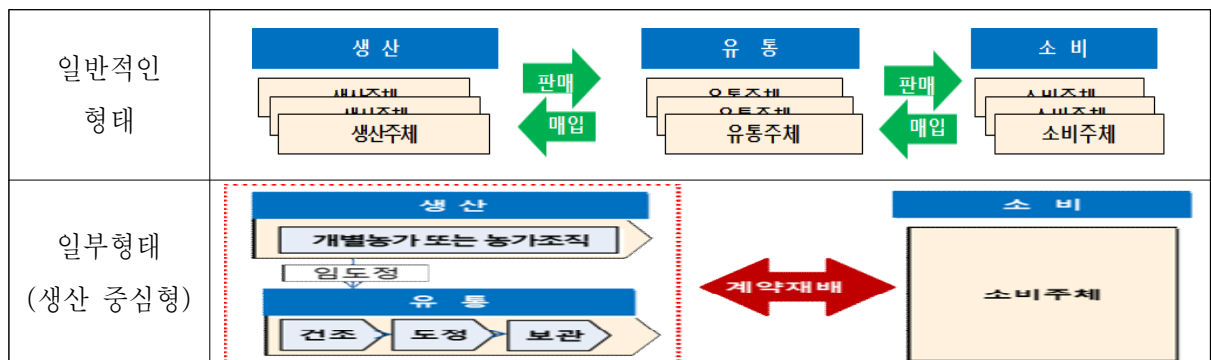 일반적인
형태
생 산
유 통
소 비
판매
매입
판매
매입
생산주체
생산주체
생산주체
유통주체
유통주체
유통주체
소비주체
소비주체
소비주체
일부형태
(생산 중심형)
생 산
개별농가 또는 농가조직
임도정
유 통
건조
도정
보관
계약재배
소 비
소비주체